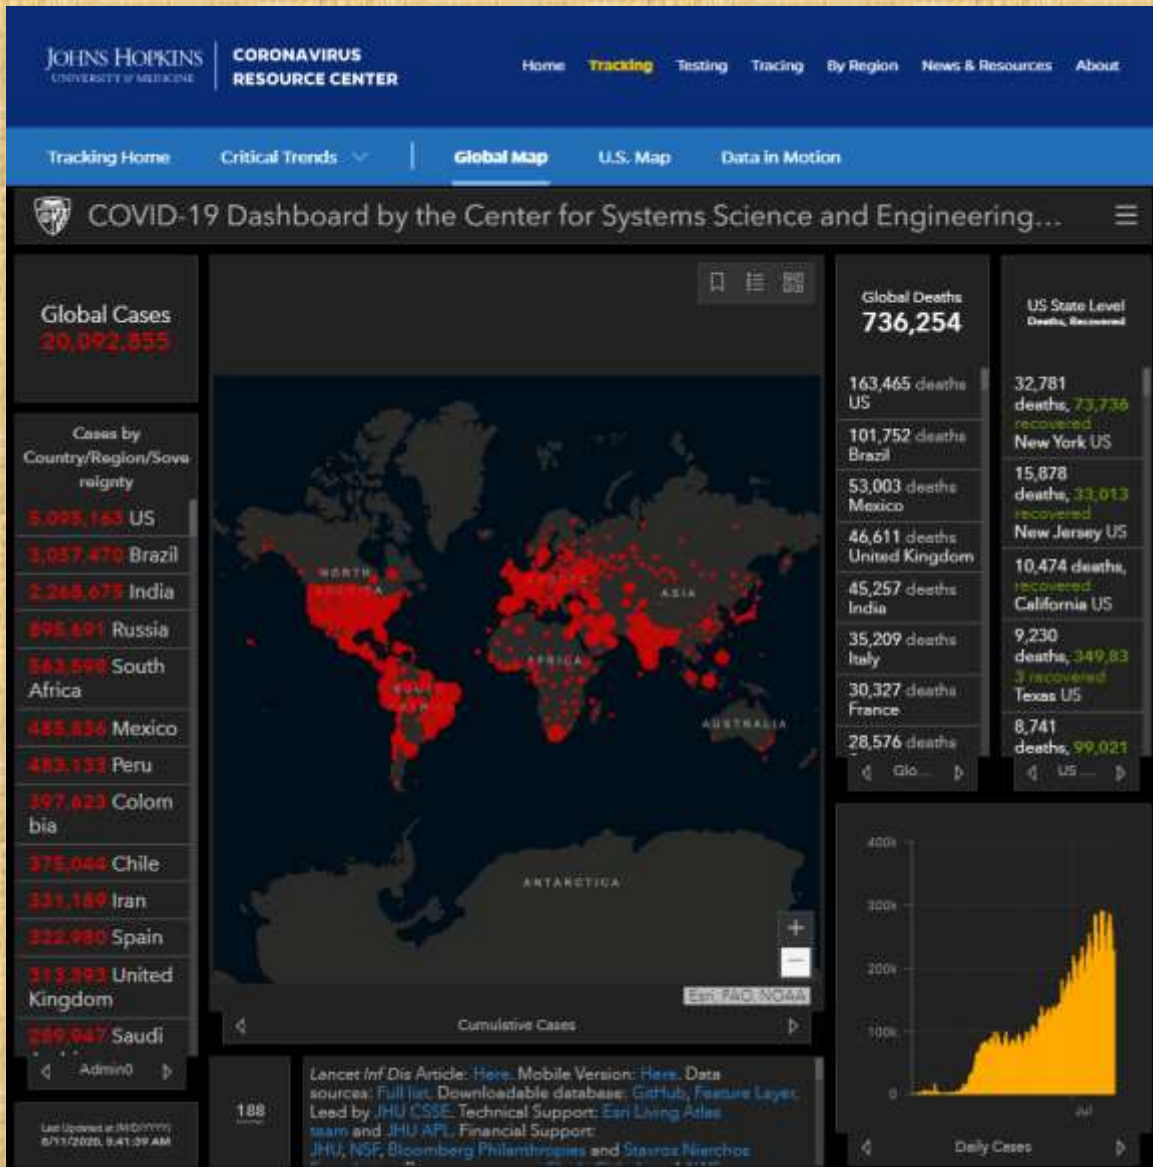 JOHNS HOPKINS
UNIVERSITY of MEDICINE
CORONAVIRUS
RESOURCE CENTER
Home Tracking Testing Tracing By Region News & Resources About
Tracking Home Critical Trends Global Map U.S. Map Data in Motion
COVID-19 Dashboard by the Center for Systems Science and Engineering...
Global Cases
20,092,855
Cases by
Country/Region/Sove
reignty
5,095,163 US
3,057,470 Brazil
2,268,675 India
895,691 Russia
South
Africa
485,836 Mexico
483,133 Peru
397,623 Colom
bia
375,044 Chile
331,189 Iran
322,980 Spain
313,393 United
Kingdom
289,947 Saudi
Admin0
Last Updated at (M/D/YYYY)
8/11/2020, 9:41:39 AM
NORTH
AMERICA
EUROPE
ASIA
AFRICA
SOUTH
AUSTRALIA
ANTARCTICA
Esri, FAO, NOAA
Cumulative Cases
188
Lancet Inf Dis Article: Here. Mobile Version: Here. Data
sources: Full list. Downloadable database: GitHub, Feature Layer.
Lead by JHU CSSE. Technical Support: Esri Living Atlas
team and JHU APL. Financial Support:
JHU, NSF, Bloomberg Philanthropies and Stavros Niarchos
Global Deaths
736,254
163,465 deaths
US
101,752 deaths
Brazil
53,003 deaths
Mexico
46,611 deaths
United Kingdom
45,257 deaths
India
35,209 deaths
Italy
30,327 deaths
France
28,576 deaths
Glo...
US State Level
Deaths, Recovered
32,781
deaths, 73,736
recovered
New York US
15,878
deaths, 33,013
recovered
New Jersey US
10,474 deaths,
recovered
California US
9,230
deaths, 349,83
3 recovered
Texas US
8,741
deaths, 99,021
US ...
400k
300k
200k
100k
0
Jul
Daily Cases